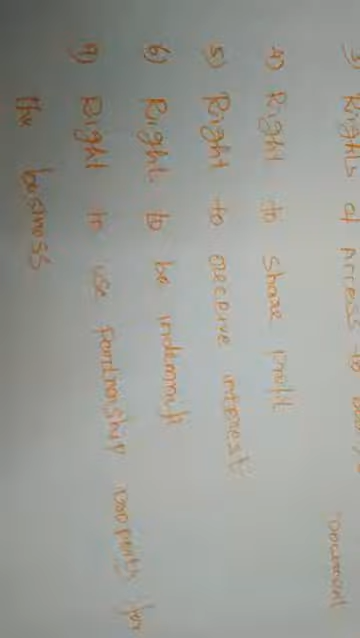 3) Rights of Access to
Document
4) Right to share profit
5) Right to receive interest
6) Right to be indemnify
7) Right to use partnership property for
the business